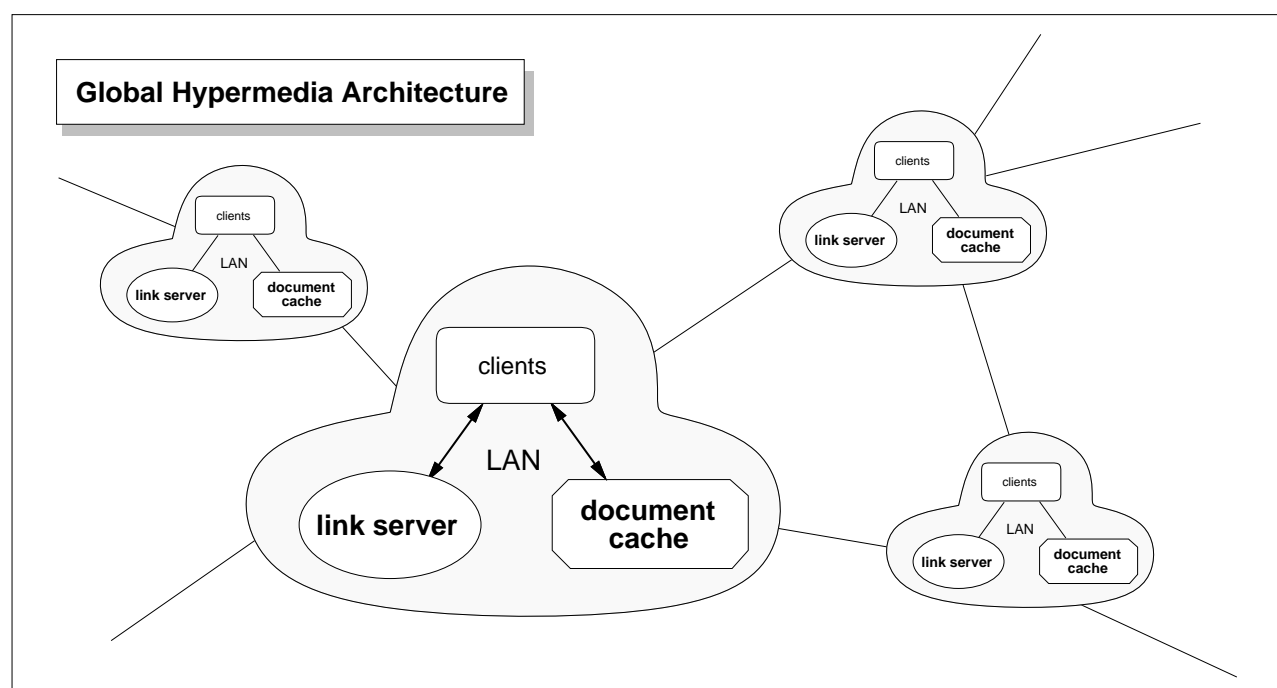 Global Hypermedia Architecture
clients
LAN
link server
document
cache
clients
LAN
link server
document
cache
clients
LAN
link server
document
cache
clients
LAN
link server
document
cache